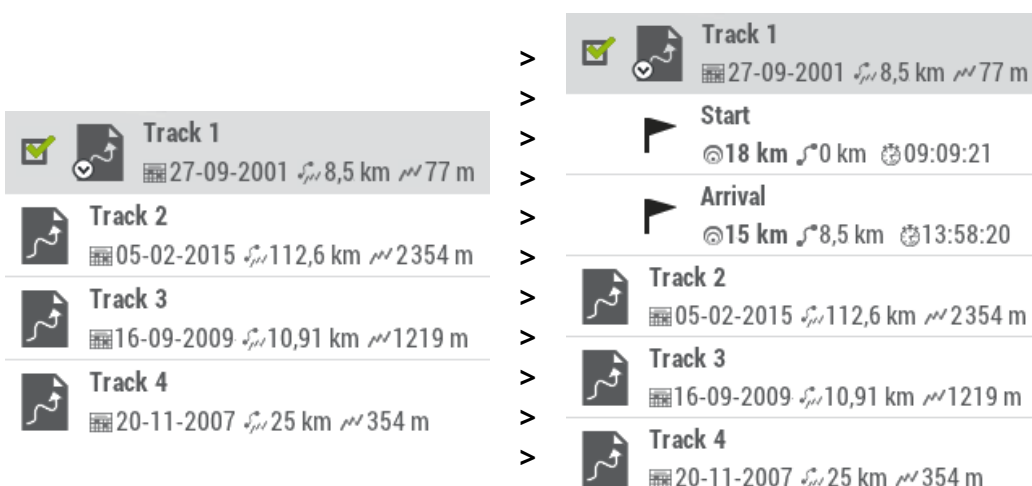 Track 1
27-09-2001 8,5 km 77 m
Track 2
05-02-2015 112,6 km 2354 m
Track 3
16-09-2009 10,91 km 1219 m
Track 4
20-11-2007 25 km 354 m
>
>
>
>
>
>
>
>
>
>
>
Track 1
27-09-2001 8,5 km 77 m
Start
18 km 0 km 09:09:21
Arrival
15 km 8,5 km 13:58:20
Track 2
05-02-2015 112,6 km 2354 m
Track 3
16-09-2009 10,91 km 1219 m
Track 4
20-11-2007 25 km 354 m